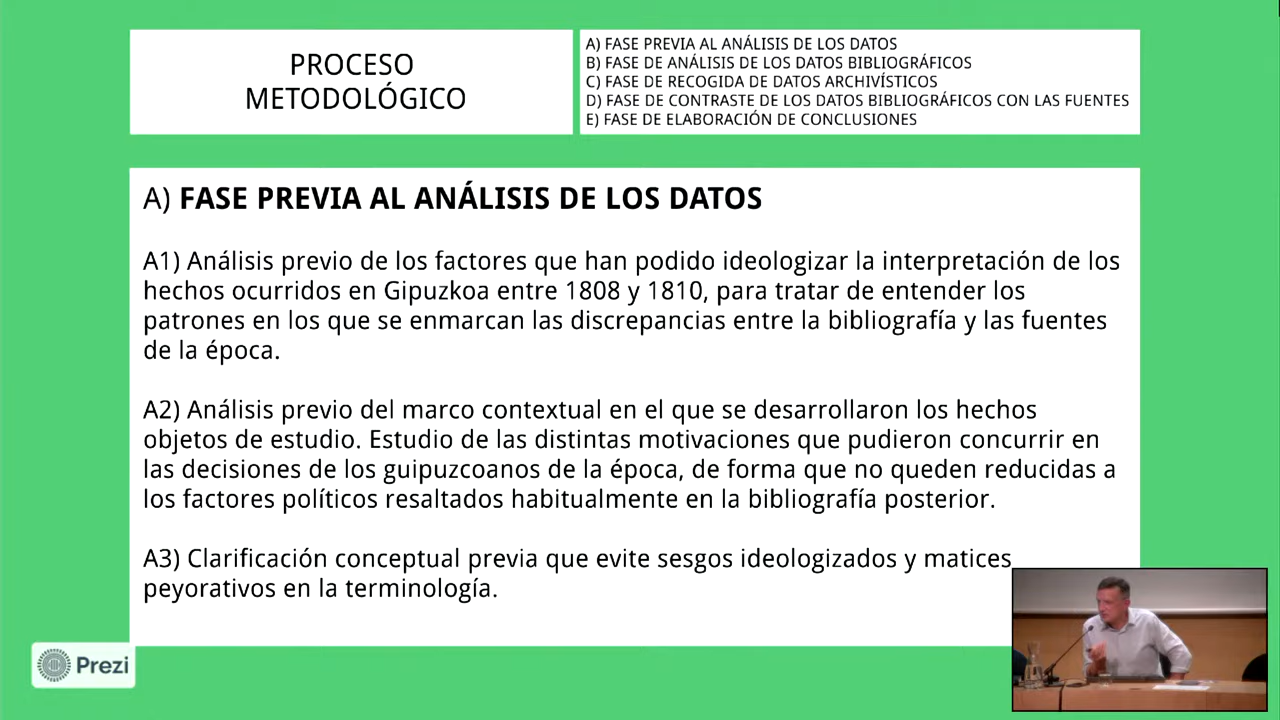 PROCESO
METODOLÓGICO
A) FASE PREVIA AL ANÁLISIS DE LOS DATOS
B) FASE DE ANÁLISIS DE LOS DATOS BIBLIOGRÁFICOS
C) FASE DE RECOGIDA DE DATOS ARCHIVÍSTICOS
D) FASE DE CONTRASTE DE LOS DATOS BIBLIOGRÁFICOS CON LAS FUENTES
E) FASE DE ELABORACIÓN DE CONCLUSIONES
A) FASE PREVIA AL ANÁLISIS DE LOS DATOS
A1) Análisis previo de los factores que han podido ideologizar la interpretación de los
hechos ocurridos en Gipuzkoa entre 1808 y 1810, para tratar de entender los
patrones en los que se enmarcan las discrepancias entre la bibliografía y las fuentes
de la época.
A2) Análisis previo del marco contextual en el que se desarrollaron los hechos
objetos de estudio. Estudio de las distintas motivaciones que pudieron concurrir en
las decisiones de los guipuzcoanos de la época, de forma que no queden reducidas a
los factores políticos resaltados habitualmente en la bibliografía posterior.
A3) Clarificación conceptual previa que evite sesgos ideologizados y matices
peyorativos en la terminología.
Prezi